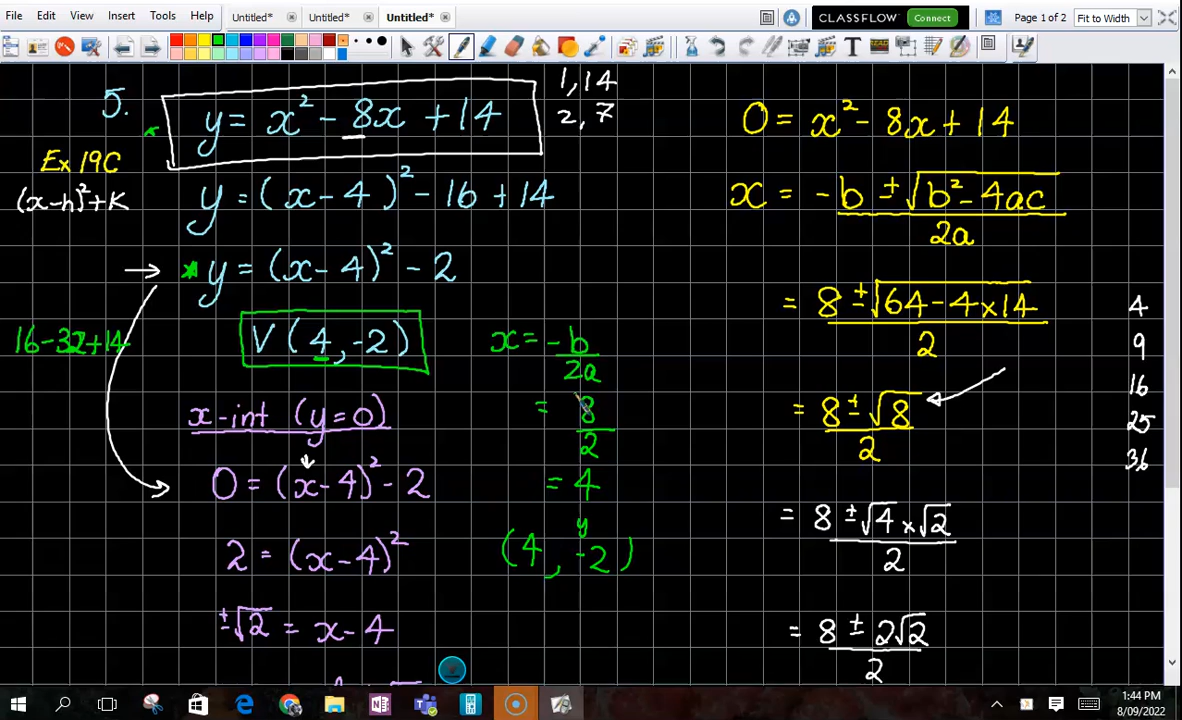 File Edit View Insert Tools Help
Untitled* Untitled* Untitled*
CLASSFLOW Connect
Page 1 of 2 Fit to Width
5.
y = x² - 8x + 14
1, 14
2, 7
Ex 19C
(x-h)² + K
y = (x-4)² - 16 + 14
* y = (x-4)² - 2
16-32+14
V (4, -2)
x-int (y=0)
0 = (x-4)² - 2
2 = (x-4)²
±√2 = x-4
x = -b/2a
= 8/2
= 4
y
(4, -2)
0 = x² - 8x + 14
x = -b ± √b² - 4ac / 2a
= 8 ± √64-4×14 / 2
= 8 ± √8 / 2
= 8 ± √4 × √2 / 2
= 8 ± 2√2 / 2
4
9
16
25
36
1:44 PM
8/09/2022